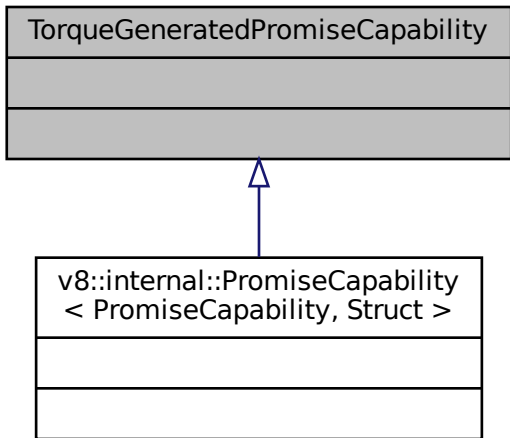 TorqueGeneratedPromiseCapability
v8::internal::PromiseCapability
< PromiseCapability, Struct >